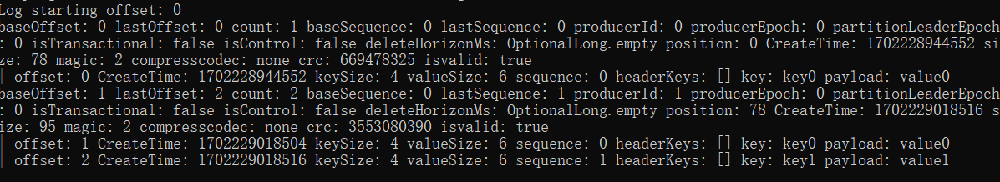 Log starting offset: 0
baseOffset: 0 lastOffset: 0 count: 1 baseSequence: 0 lastSequence: 0 producerId: 0 producerEpoch: 0 partitionLeaderEpoch
: 0 isTransactional: false isControl: false deleteHorizonMs: OptionalLong.empty position: 0 CreateTime: 1702228944552 si
ze: 78 magic: 2 compresscodec: none crc: 669478325 isvalid: true
| offset: 0 CreateTime: 1702228944552 keySize: 4 valueSize: 6 sequence: 0 headerKeys: [] key: key0 payload: value0
baseOffset: 1 lastOffset: 2 count: 2 baseSequence: 0 lastSequence: 1 producerId: 1 producerEpoch: 0 partitionLeaderEpoch
: 0 isTransactional: false isControl: false deleteHorizonMs: OptionalLong.empty position: 78 CreateTime: 1702229018516 s
ize: 95 magic: 2 compresscodec: none crc: 3553080390 isvalid: true
| offset: 1 CreateTime: 1702229018504 keySize: 4 valueSize: 6 sequence: 0 headerKeys: [] key: key0 payload: value0
| offset: 2 CreateTime: 1702229018516 keySize: 4 valueSize: 6 sequence: 1 headerKeys: [] key: key1 payload: value1